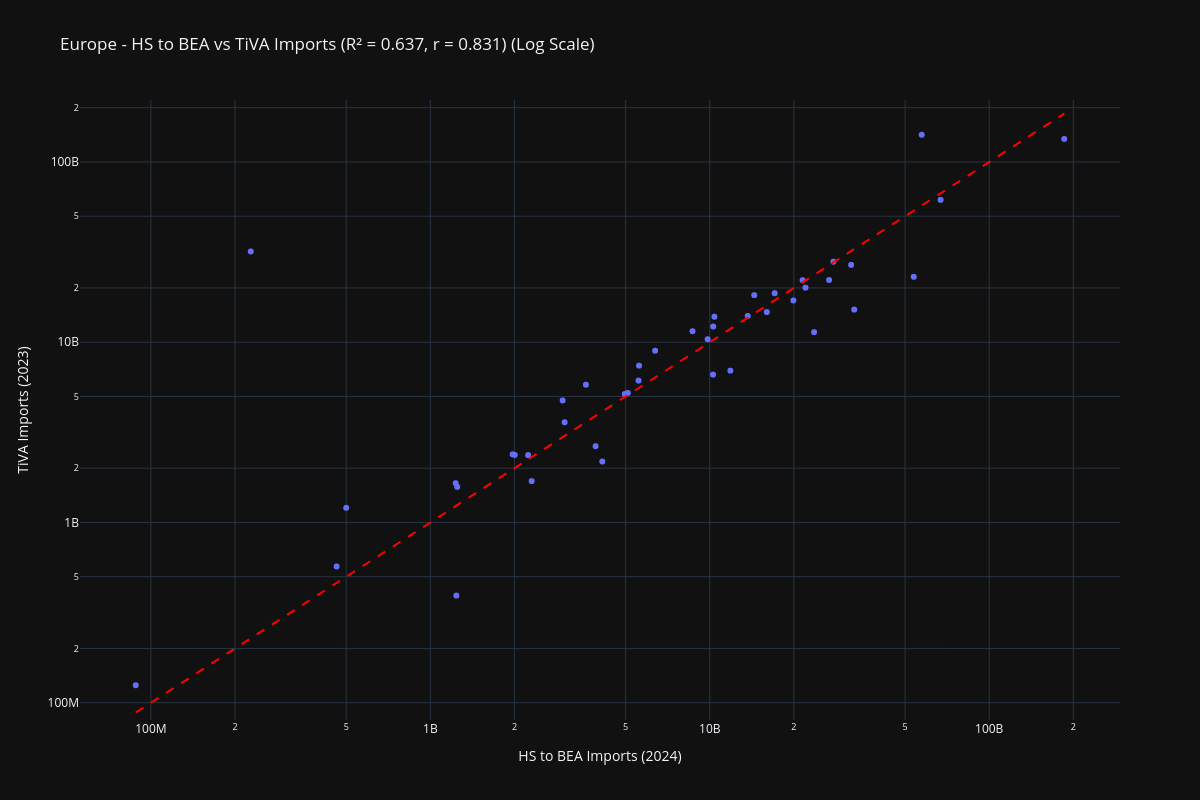 Europe - HS to BEA vs TiVA Imports (R² = 0.637, r = 0.831) (Log Scale)
2
100B
5
2
10B
5
2
1B
5
2
100M
TiVA Imports (2023)
100M 2 5 1B 2 5 10B 2 5 100B 2
HS to BEA Imports (2024)